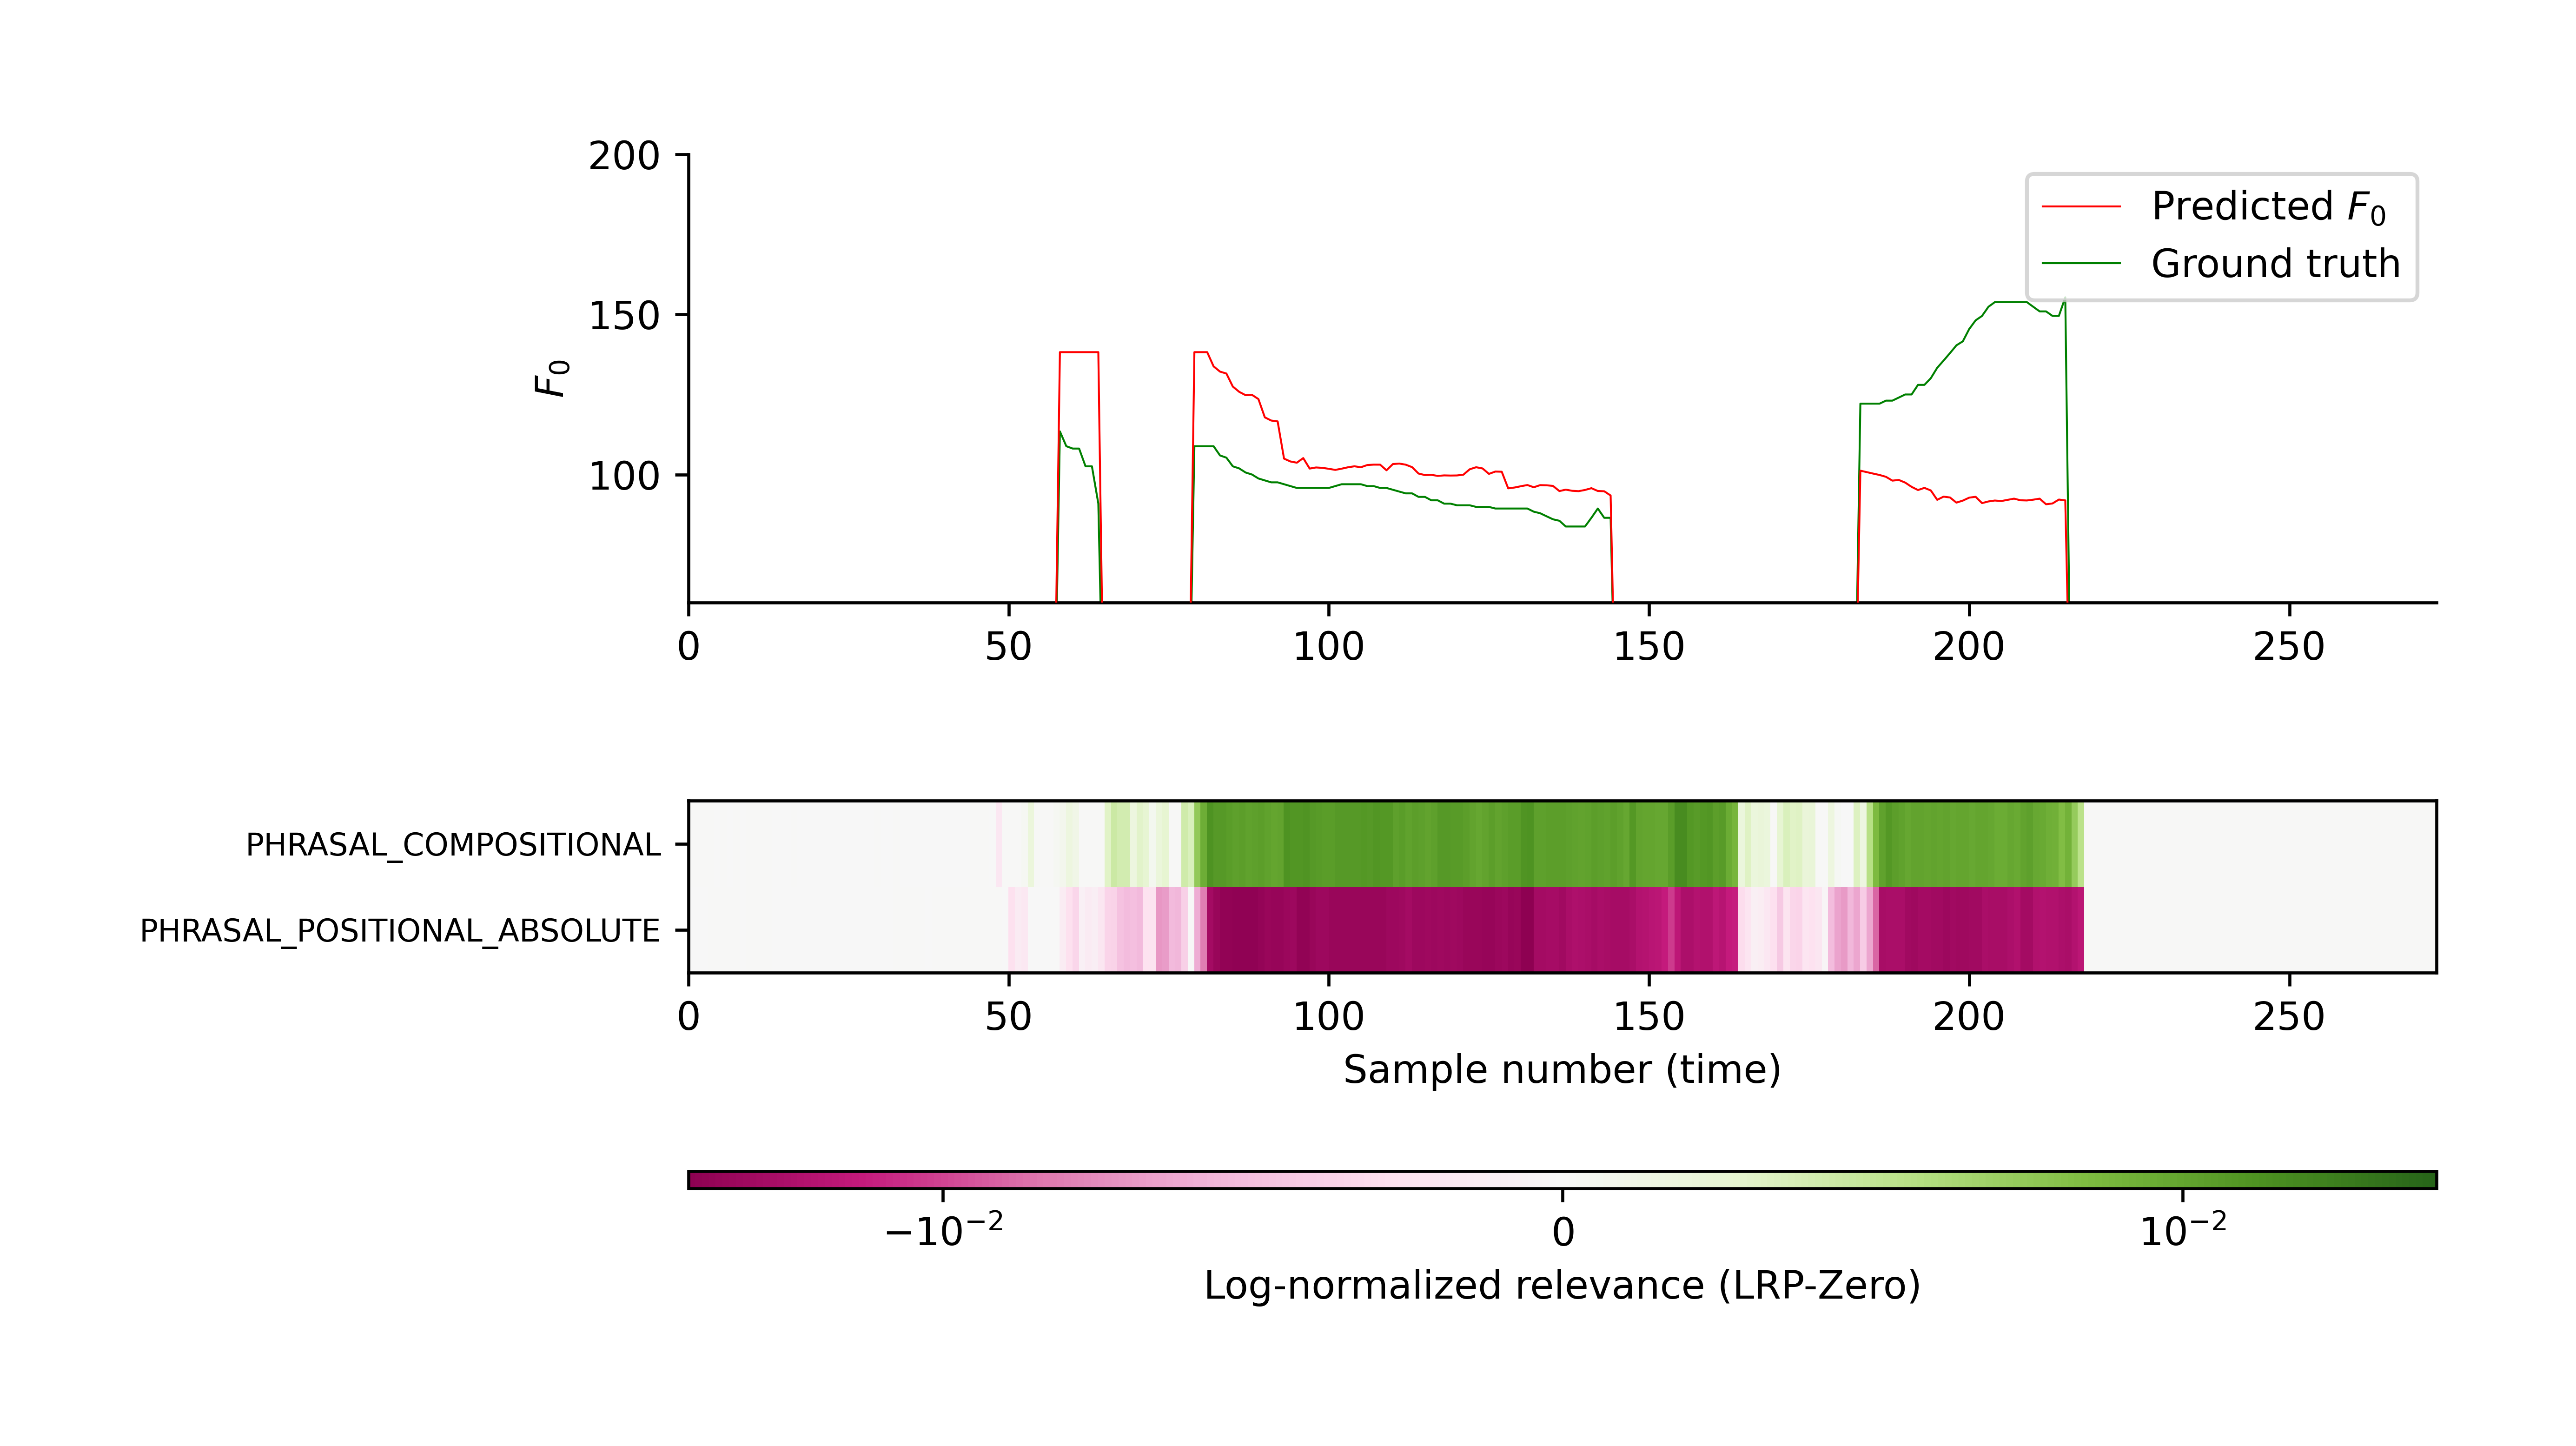 200
150
100
F₀
Predicted F₀
Ground truth
0 50 100 150 200 250
PHRASAL_COMPOSITIONAL
PHRASAL_POSITIONAL_ABSOLUTE
0 50 100 150 200 250
Sample number (time)
−10⁻² 0 10⁻²
Log-normalized relevance (LRP-Zero)